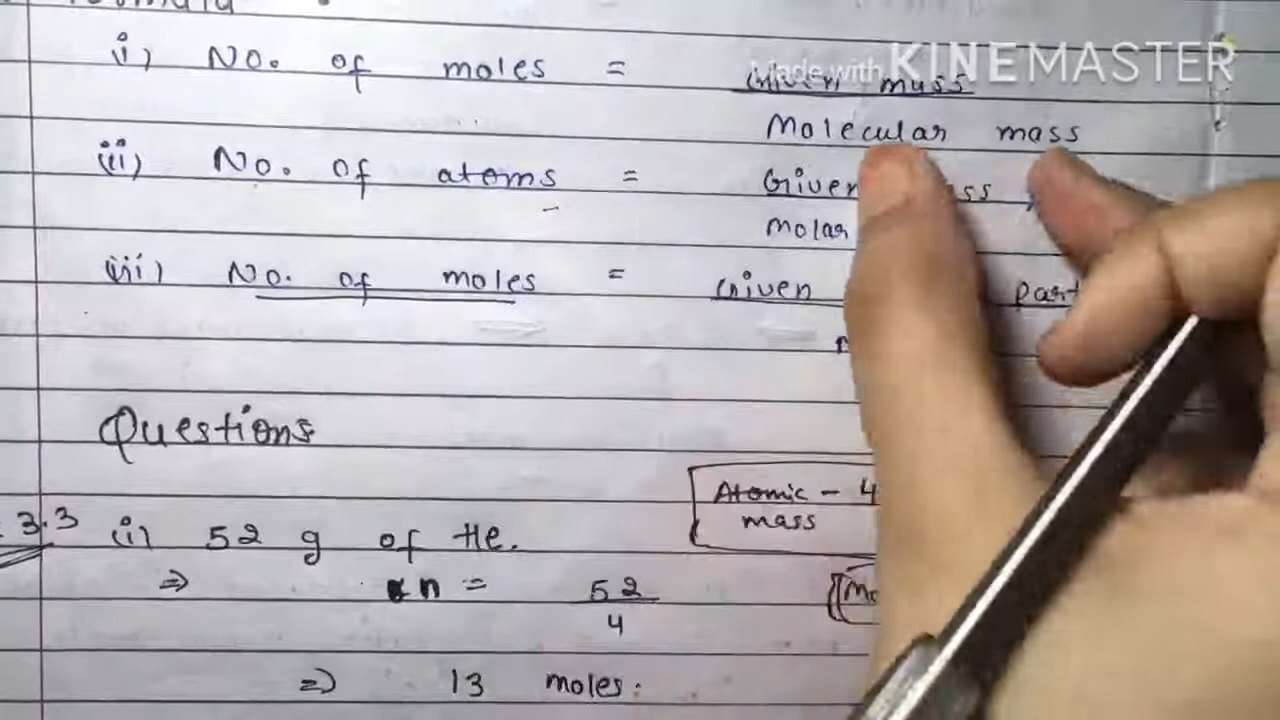 i) No. of moles = Given mass
Made with KINEMASTER
Molecular mass
(ii) No. of atoms = Given
Molar
(iii) No. of moles = Given
Questions
Atomic - 4
mass
3.3 (i) 52 g of He.
⇒ n = 52
4
⇒ 13 moles.